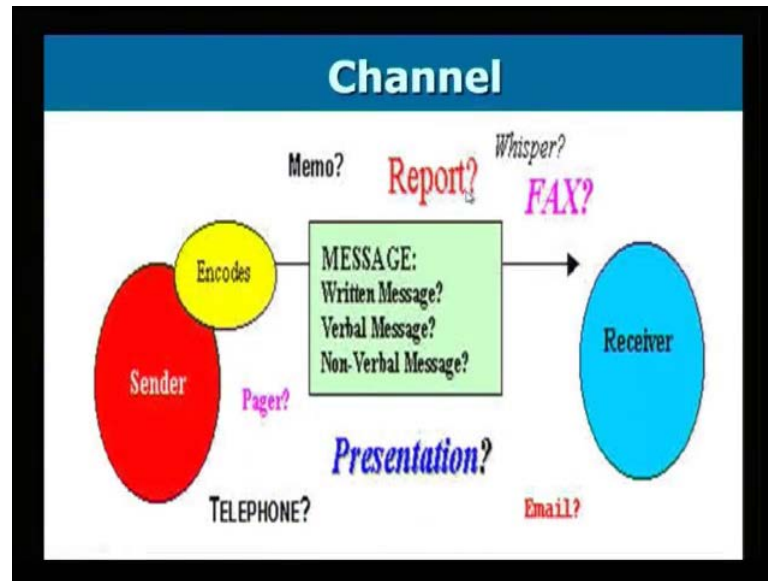 Channel
Whisper?
Memo?
Report?
FAX?
Encodes
MESSAGE:
Written Message?
Verbal Message?
Non-Verbal Message?
Receiver
Sender
Pager?
Presentation?
TELEPHONE?
Email?